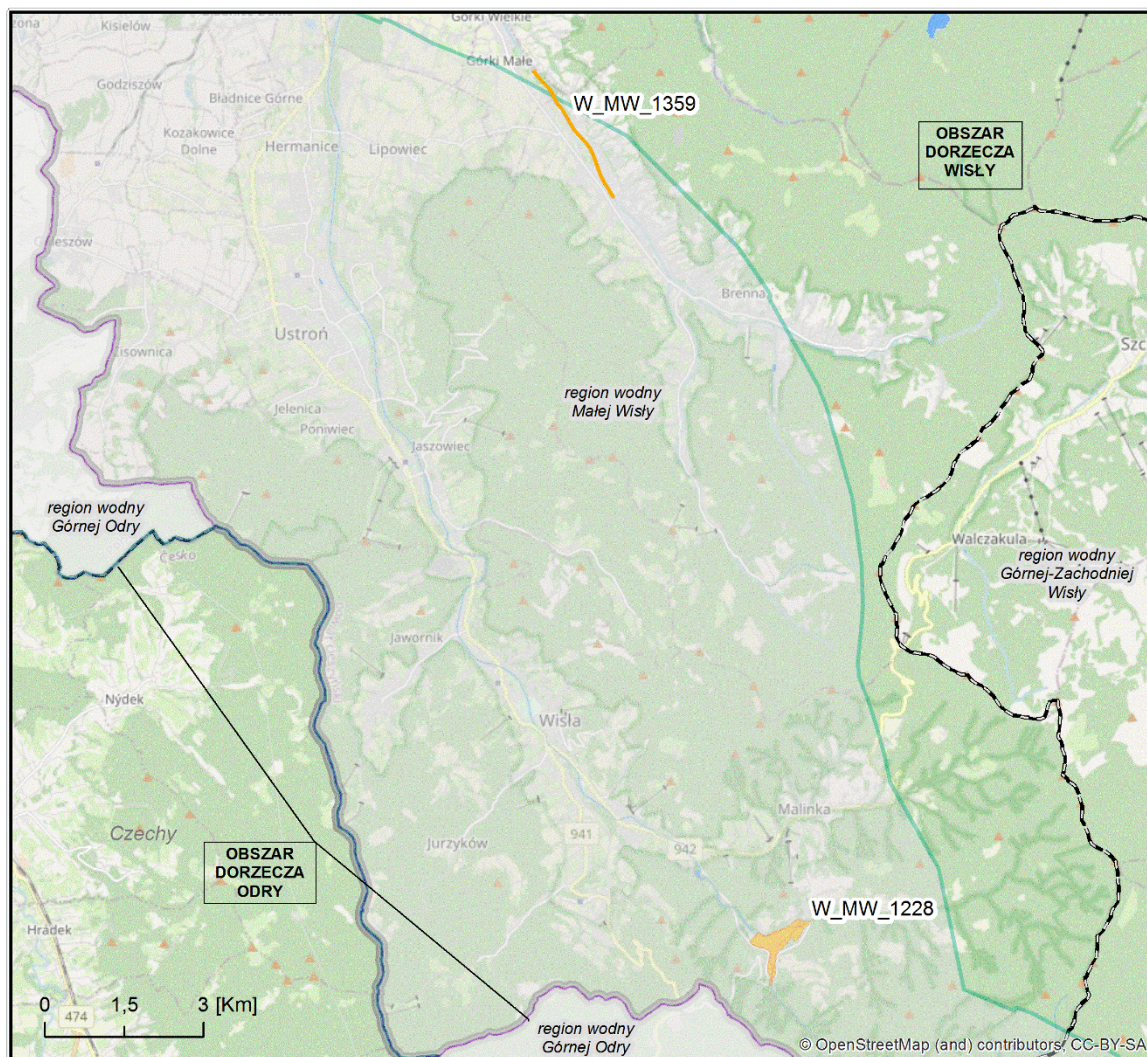 Kisielów
Górki Wielkie
Godziszów
Górki Małe
Bładnice Górne
W_MW_1359
Kozakowice
Dolne
Hermanice
Lipowiec
OBSZAR
DORZECZA
WISŁY
Brenna
Ustroń
Szc
region wodny
Małej Wisły
Jelenica
Poniwiec
Jaszowiec
region wodny
Górnej Odry
Česko
Walczakula
region wodny
Górnej-Zachodniej
Wisły
Jawornik
Nýdek
Wisła
Malinka
Czechy
941
Jurzyków
942
OBSZAR
DORZECZA
ODRY
W_MW_1228
Hrádek
0 1,5 3 [Km]
474
region wodny
Górnej Odry
© OpenStreetMap (and) contributors, CC-BY-SA